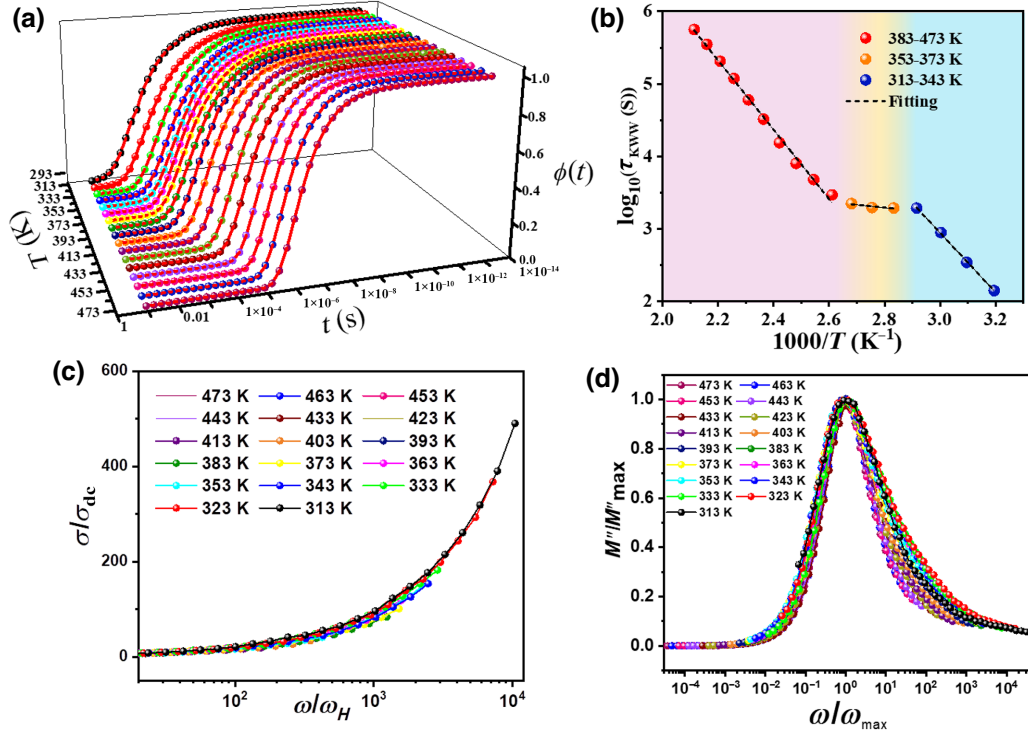 (a)
1.0
0.8
0.6
0.4
0.2
0.0
ϕ(t)
293
313
333
353
373
393
413
433
453
473
T (K)
1
0.01
1×10⁻⁴
1×10⁻⁶
1×10⁻⁸
1×10⁻¹⁰
1×10⁻¹²
1×10⁻¹⁴
t (S)
(b)
6
5
4
3
2
log₁₀(τKWW (S))
383-473 K
353-373 K
313-343 K
Fitting
2.0 2.2 2.4 2.6 2.8 3.0 3.2
1000/T (K⁻¹)
(c)
600
400
200
0
σ/σdc
473 K 463 K 453 K
443 K 433 K 423 K
413 K 403 K 393 K
383 K 373 K 363 K
353 K 343 K 333 K
323 K 313 K
10² 10³ 10⁴
ω/ωH
(d)
1.0
0.8
0.6
0.4
0.2
0.0
M″/M″max
473 K 463 K
453 K 443 K
433 K 423 K
413 K 403 K
393 K 383 K
373 K 363 K
353 K 343 K
333 K 323 K
313 K
10⁻⁴ 10⁻³ 10⁻² 10⁻¹ 10⁰ 10¹ 10² 10³ 10⁴
ω/ωmax